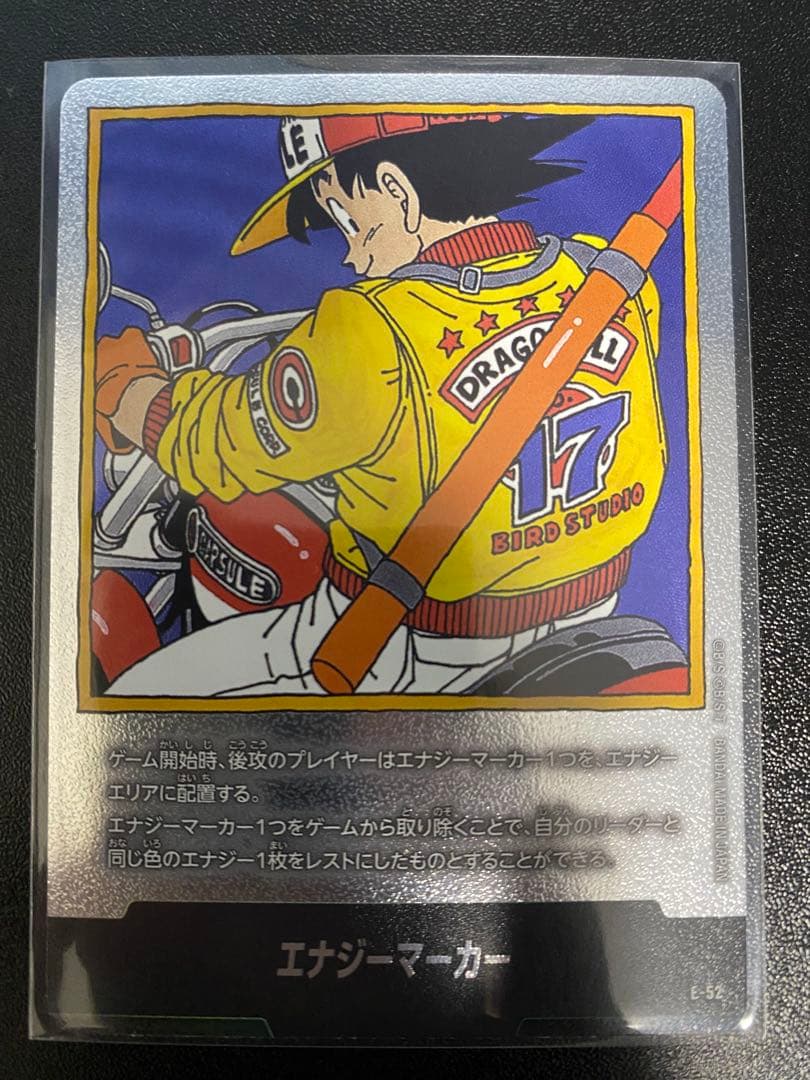 LE
DRAGO LL
17
BIRD STUDIO
C
SULE CORP.
CAPSULE
ゲーム開始時、後攻のプレイヤーはエナジーマーカー1つを、エナジー
エリアに配置する。
エナジーマーカー1つをゲームから取り除くことで、自分のリーダーと
同じ色のエナジー1枚をレストにしたものとすることができる。
©B/S ©B/S·T BANDAI MADE IN JAPAN
エナジーマーカー
E-52